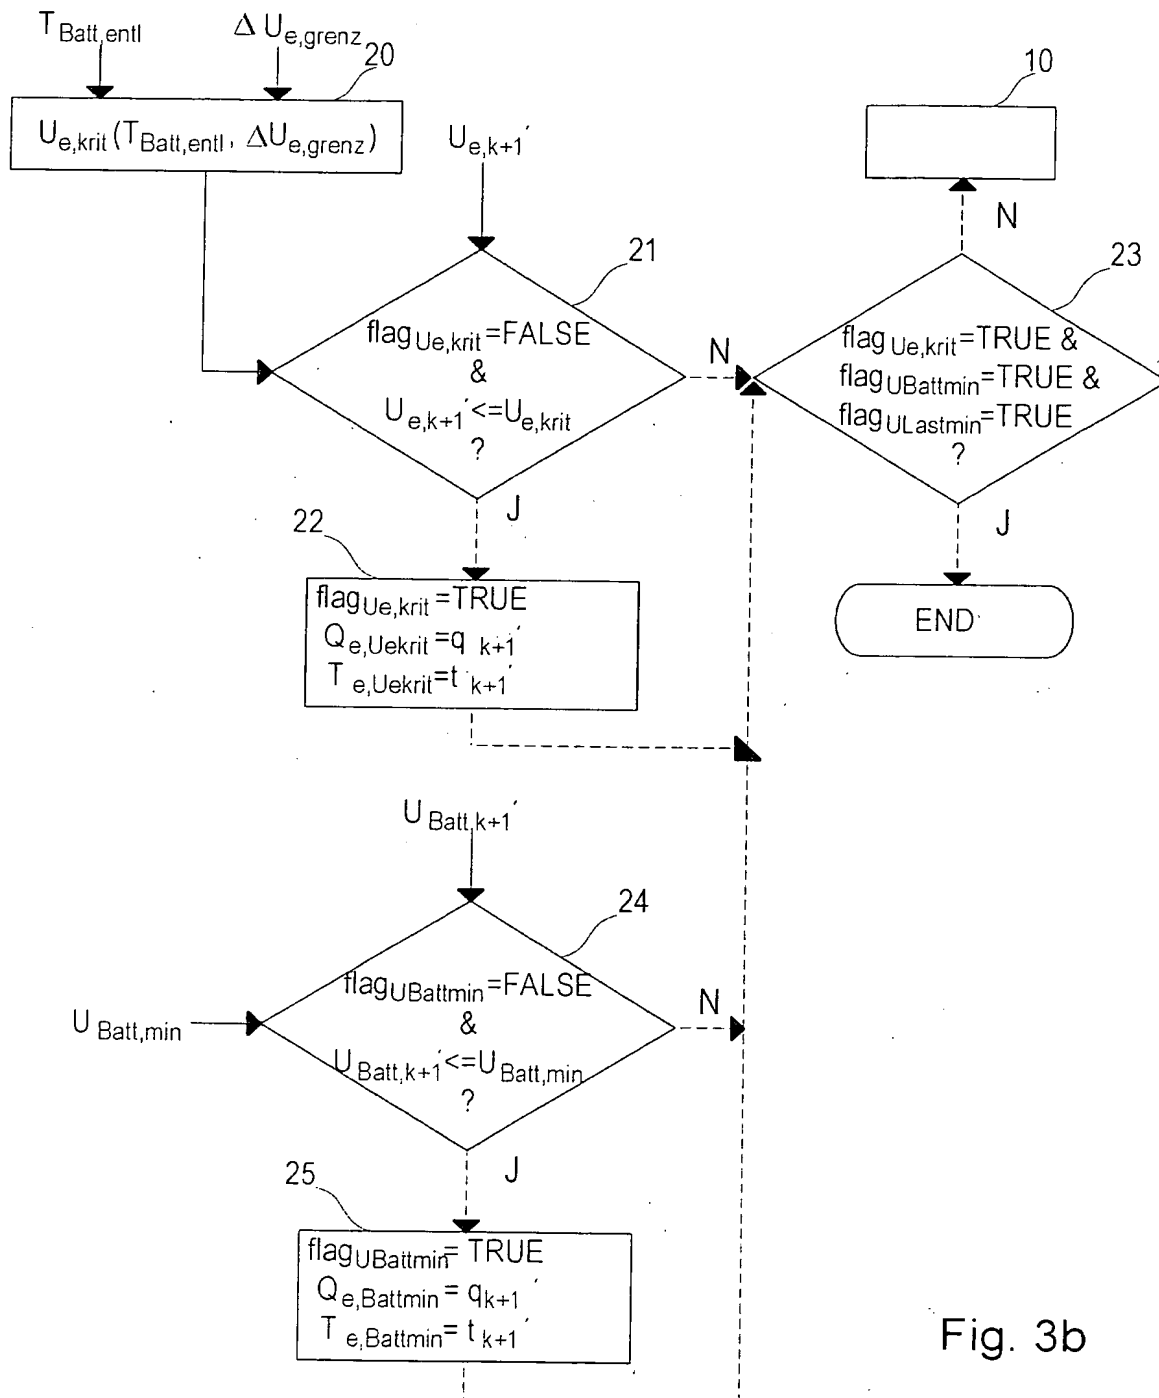 T Batt,entl
Δ U e,grenz
20
U e,krit (T Batt,entl, ΔU e,grenz)
10
U e,k+1'
N
21
23
flag Ue,krit =FALSE
&
U e,k+1' <=U e,krit
?
N
flag Ue,krit =TRUE &
flag UBattmin =TRUE &
flag ULastmin =TRUE
?
J
J
22
flag Ue,krit =TRUE
Q e,Uekrit =q k+1'
T e,Uekrit =t k+1'
END
U Batt,k+1'
24
flag UBattmin =FALSE
&
U Batt,k+1' <=U Batt,min
?
U Batt,min
N
J
25
flag UBattmin = TRUE
Q e,Battmin = q k+1'
T e,Battmin = t k+1'
Fig. 3b